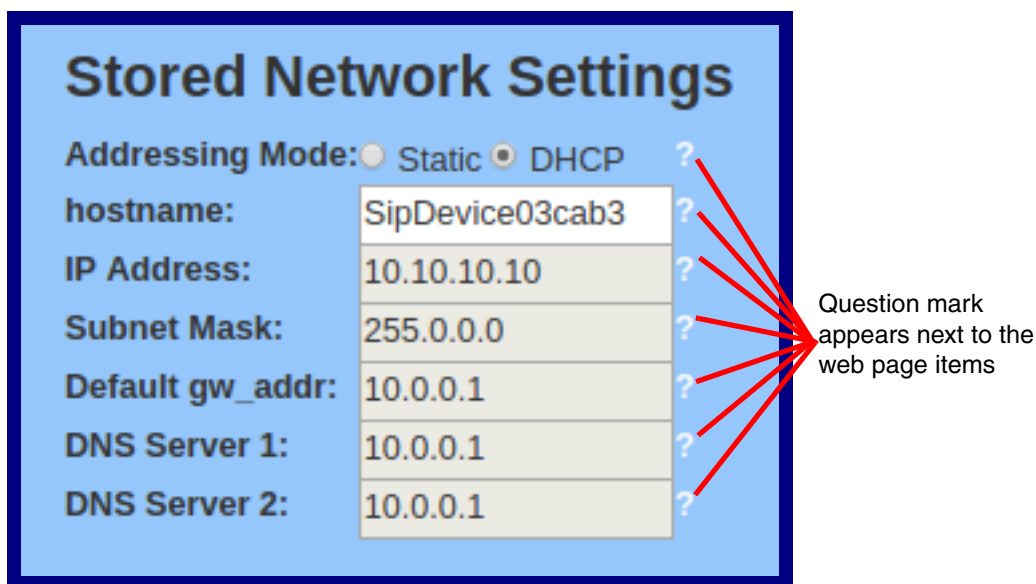 Stored Network Settings
Addressing Mode: Static DHCP ?
hostname: SipDevice03cab3 ?
IP Address: 10.10.10.10 ?
Subnet Mask: 255.0.0.0 ?
Default gw_addr: 10.0.0.1 ?
DNS Server 1: 10.0.0.1 ?
DNS Server 2: 10.0.0.1 ?
Question mark
appears next to the
web page items